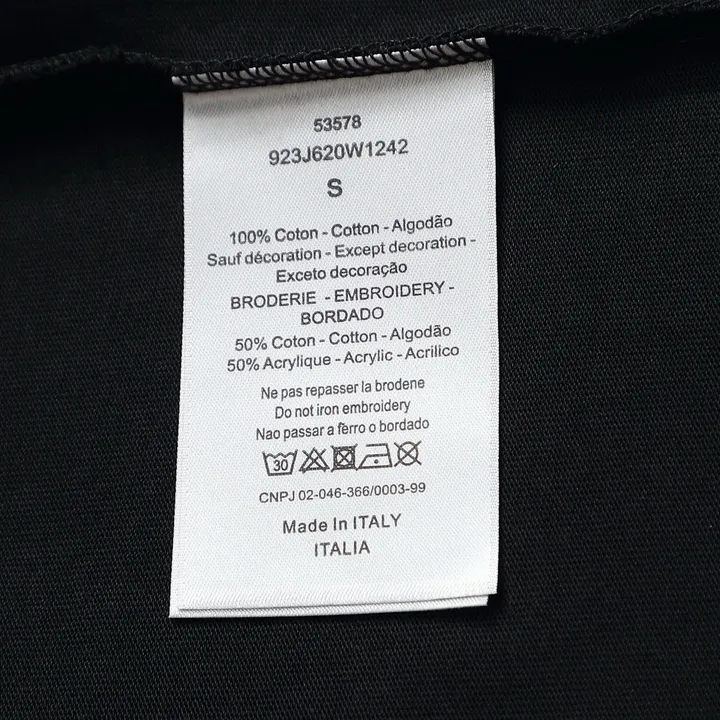 53578
923J620W1242
S
100% Coton - Cotton - Algodão
Sauf décoration - Except decoration -
Exceto decoração
BRODERIE - EMBROIDERY -
BORDADO
50% Coton - Cotton - Algodão
50% Acrylique - Acrylic - Acrilico
Ne pas repasser la brodene
Do not iron embroidery
Nao passar a ferro o bordado
30
CNPJ 02-046-366/0003-99
Made In ITALY
ITALIA